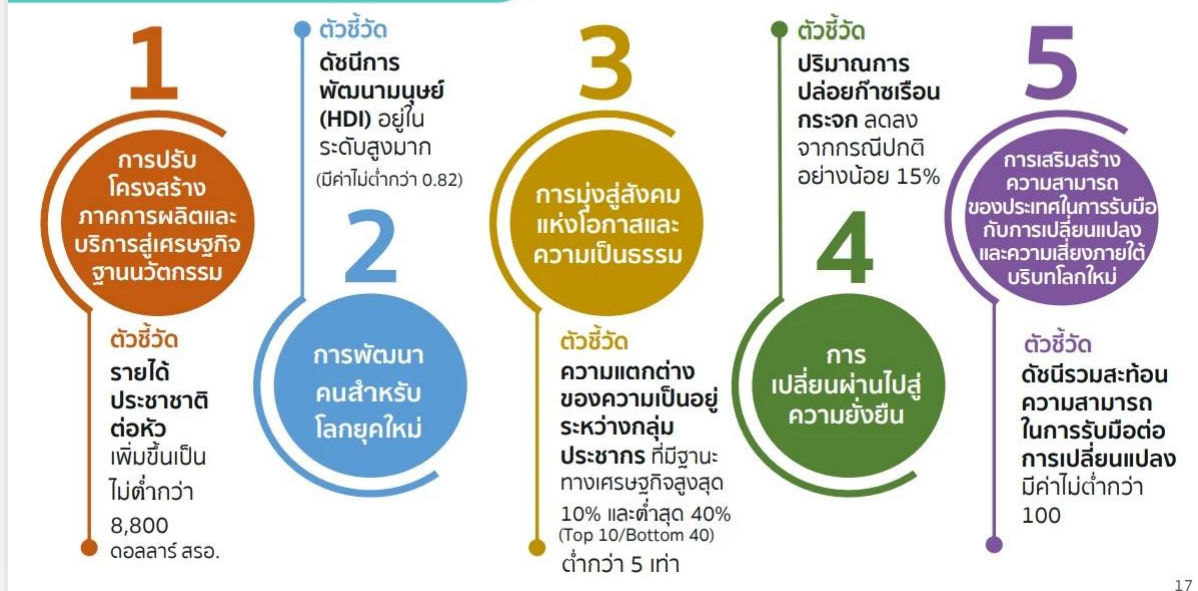 1
การปรับ
โครงสร้าง
ภาคการผลิตและ
บริการสู่เศรษฐกิจ
ฐานนวัตกรรม
ตัวชี้วัด
รายได้
ประชาชาติ
ต่อหัว
เพิ่มขึ้นเป็น
ไม่ต่ำกว่า
8,800
ดอลลาร์ สรอ.
ตัวชี้วัด
ดัชนีการ
พัฒนามนุษย์
(HDI) อยู่ใน
ระดับสูงมาก
(มีค่าไม่ต่ำกว่า 0.82)
2
การพัฒนา
คนสำหรับ
โลกยุคใหม่
3
การมุ่งสู่สังคม
แห่งโอกาสและ
ความเป็นธรรม
ตัวชี้วัด
ความแตกต่าง
ของความเป็นอยู่
ระหว่างกลุ่ม
ประชากร ที่มีฐานะ
ทางเศรษฐกิจสูงสุด
10% และต่ำสุด 40%
(Top 10/Bottom 40)
ต่ำกว่า 5 เท่า
ตัวชี้วัด
ปริมาณการ
ปล่อยก๊าซเรือน
กระจก ลดลง
จากกรณีปกติ
อย่างน้อย 15%
4
การ
เปลี่ยนผ่านไปสู่
ความยั่งยืน
5
การเสริมสร้าง
ความสามารถ
ของประเทศในการรับมือ
กับการเปลี่ยนแปลง
และความเสี่ยงภายใต้
บริบทโลกใหม่
ตัวชี้วัด
ดัชนีรวมสะท้อน
ความสามารถ
ในการรับมือต่อ
การเปลี่ยนแปลง
มีค่าไม่ต่ำกว่า
100
17